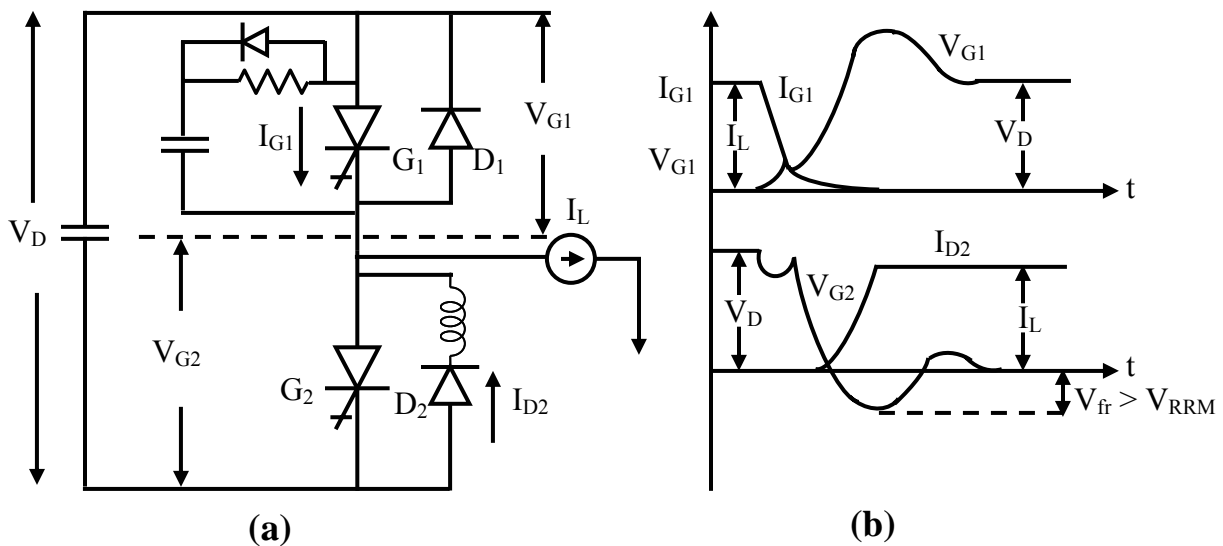 V_D
I_G1
G_1
D_1
V_G1
I_L
V_G2
G_2
D_2
I_D2
(a)
I_G1
I_G1
V_G1
I_L
V_G1
V_D
t
I_D2
V_G2
V_D
I_L
t
V_fr > V_RRM
(b)